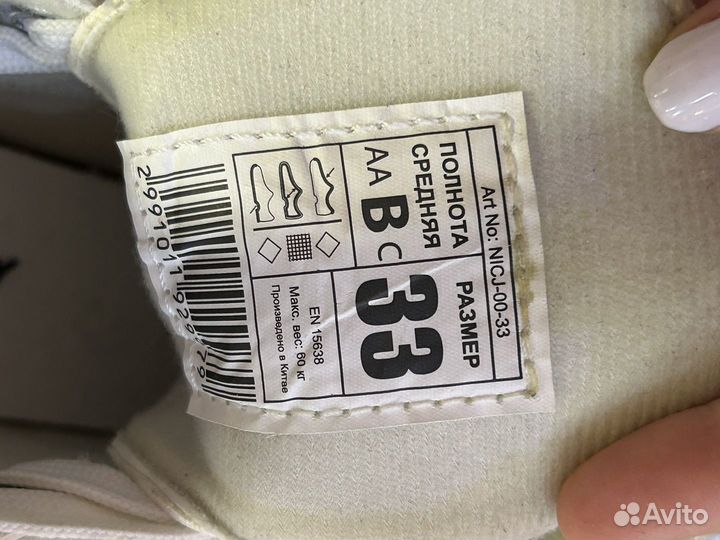 Art No: NICJ-00-33
ПОЛНОТА
СРЕДНЯЯ
AA B C
РАЗМЕР
33
EN 15638
Макс. вес: 60 кг
Произведено в Китае
2991011929979
Avito